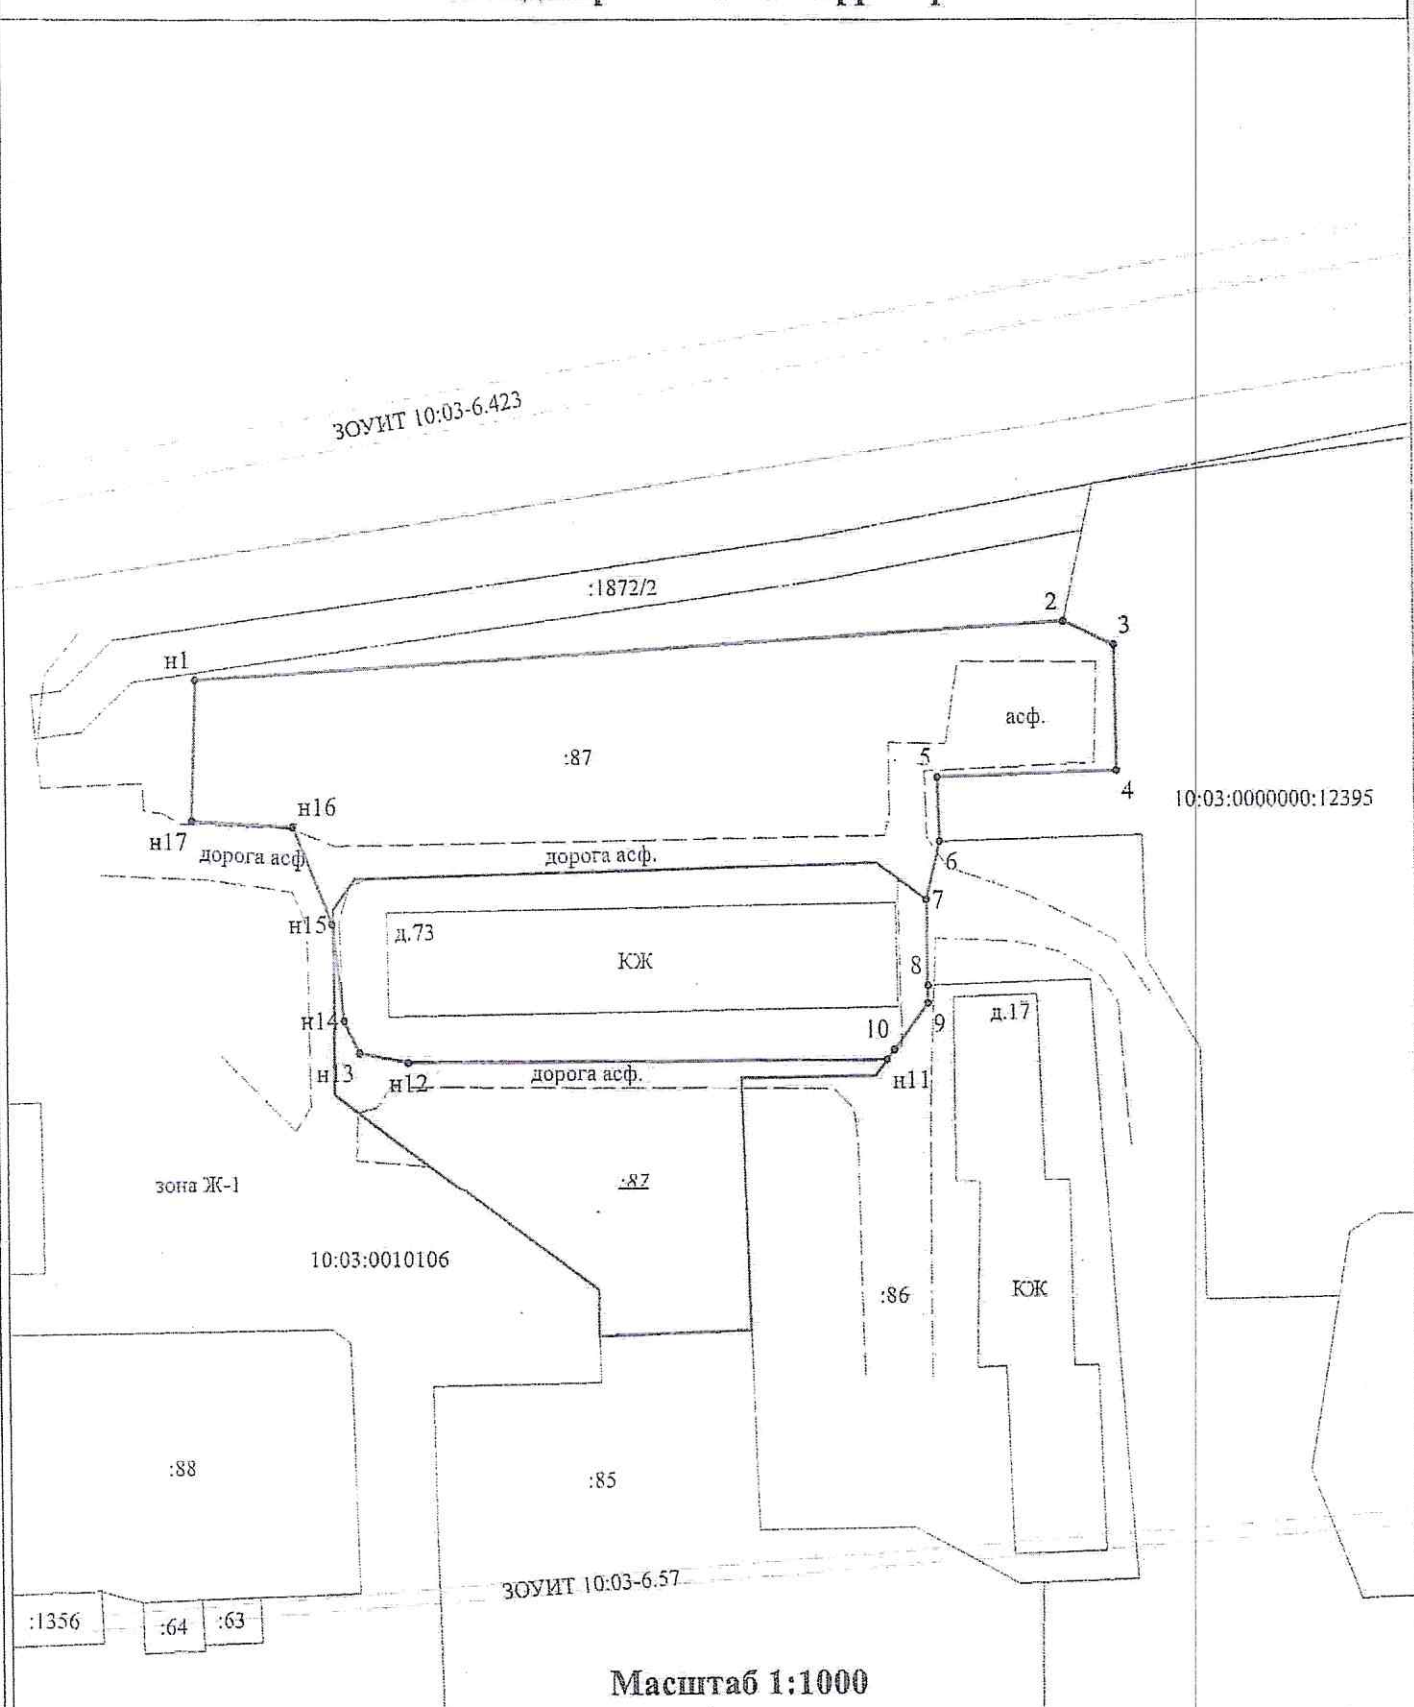 ЗОУИТ 10:03-6.423
:1872/2
2
3
н1
асф.
:87
5
4
10:03:0000000:12395
н16
н17
дорога асф.
дорога асф.
6
7
н15
д.73
КЖ
8
н14
д.17
9
10
н13
н12
дорога асф.
н11
зона Ж-1
:87
10:03:0010106
:86
КЖ
:88
:85
ЗОУИТ 10:03-6.57
:1356
:64
:63
Масштаб 1:1000